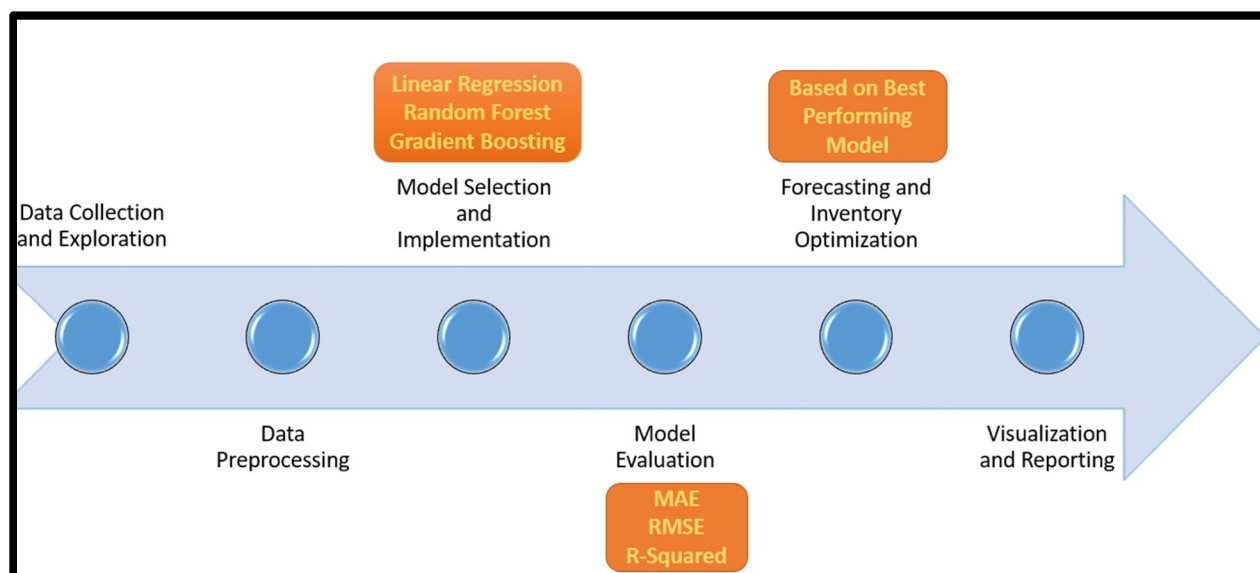 Linear Regression
Random Forest
Gradient Boosting
Based on Best
Performing
Model
Data Collection
and Exploration
Model Selection
and
Implementation
Forecasting and
Inventory
Optimization
Data
Preprocessing
Model
Evaluation
Visualization
and Reporting
MAE
RMSE
R-Squared